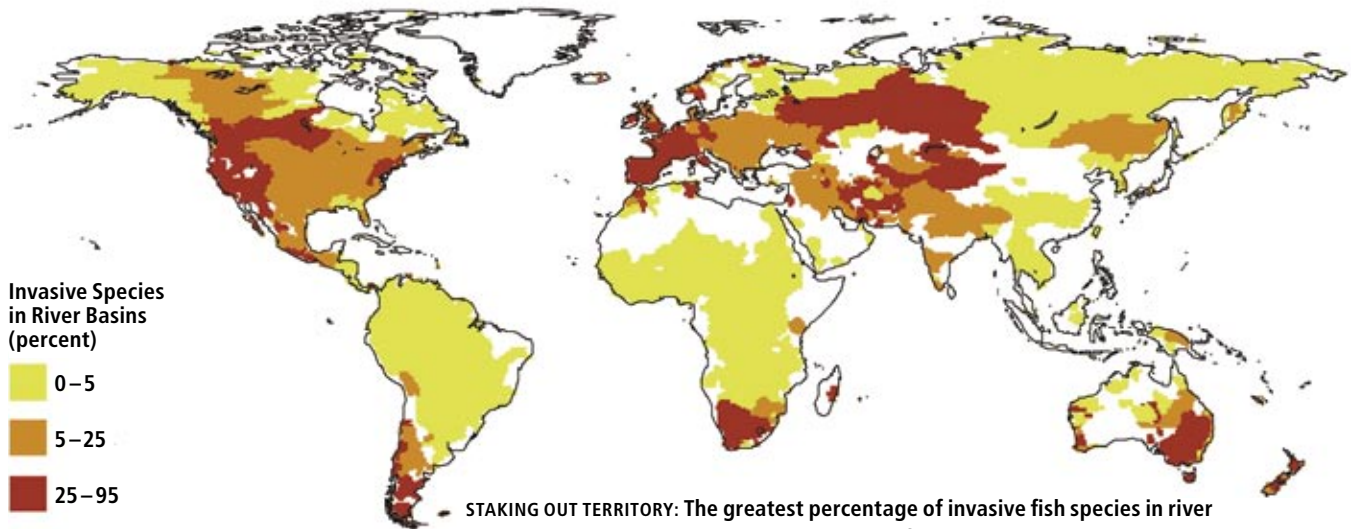 Invasive Species
in River Basins
(percent)
0–5
5–25
25–95
STAKING OUT TERRITORY: The greatest percentage of invasive fish species in river